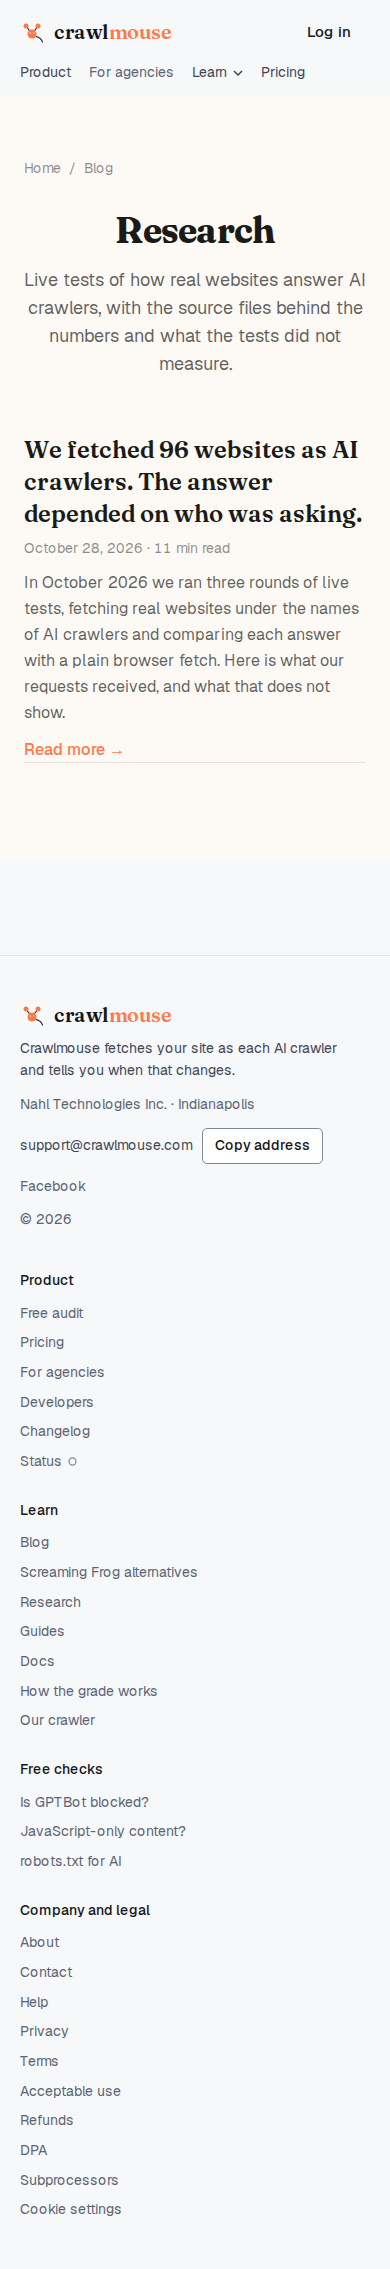 crawlmouse
Log in
Product For agencies Learn Pricing
Home / Blog
Research
Live tests of how real websites answer AI
crawlers, with the source files behind the
numbers and what the tests did not
measure.
We fetched 96 websites as AI
crawlers. The answer
depended on who was asking.
October 28, 2026 · 11 min read
In October 2026 we ran three rounds of live
tests, fetching real websites under the names
of AI crawlers and comparing each answer
with a plain browser fetch. Here is what our
requests received, and what that does not
show.
Read more →
crawlmouse
Crawlmouse fetches your site as each AI crawler
and tells you when that changes.
Nahl Technologies Inc. · Indianapolis
support@crawlmouse.com Copy address
Facebook
© 2026
Product
Free audit
Pricing
For agencies
Developers
Changelog
Status
Learn
Blog
Screaming Frog alternatives
Research
Guides
Docs
How the grade works
Our crawler
Free checks
Is GPTBot blocked?
JavaScript-only content?
robots.txt for AI
Company and legal
About
Contact
Help
Privacy
Terms
Acceptable use
Refunds
DPA
Subprocessors
Cookie settings